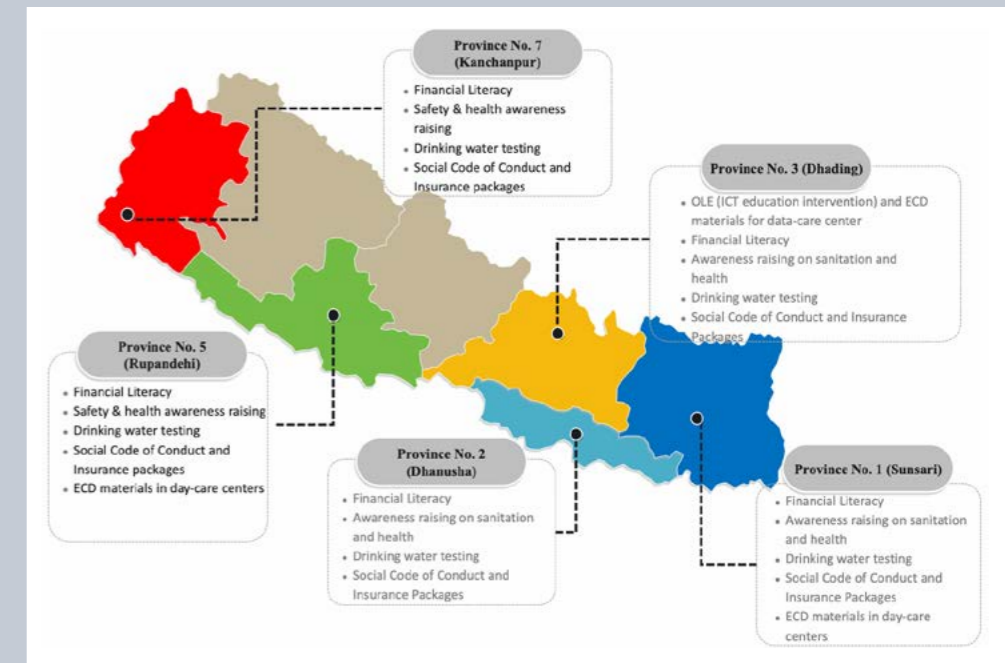 Province No. 7
(Kanchanpur)
• Financial Literacy
• Safety & health awareness
raising
• Drinking water testing
• Social Code of Conduct and
Insurance packages
Province No. 3 (Dhading)
• OLE (ICT education intervention) and ECD
materials for data-care center
• Financial Literacy
• Awareness raising on sanitation and
health
• Drinking water testing
• Social Code of Conduct and Insurance
Packages
Province No. 5
(Rupandehi)
• Financial Literacy
• Safety & health awareness raising
• Drinking water testing
• Social Code of Conduct and
Insurance packages
• ECD materials in day-care centers
Province No. 2
(Dhanusha)
• Financial Literacy
• Awareness raising on sanitation
and health
• Drinking water testing
• Social Code of Conduct and
Insurance Packages
Province No. 1 (Sunsari)
• Financial Literacy
• Awareness raising on sanitation
and health
• Drinking water testing
• Social Code of Conduct and
Insurance Packages
• ECD materials in day-care
centers